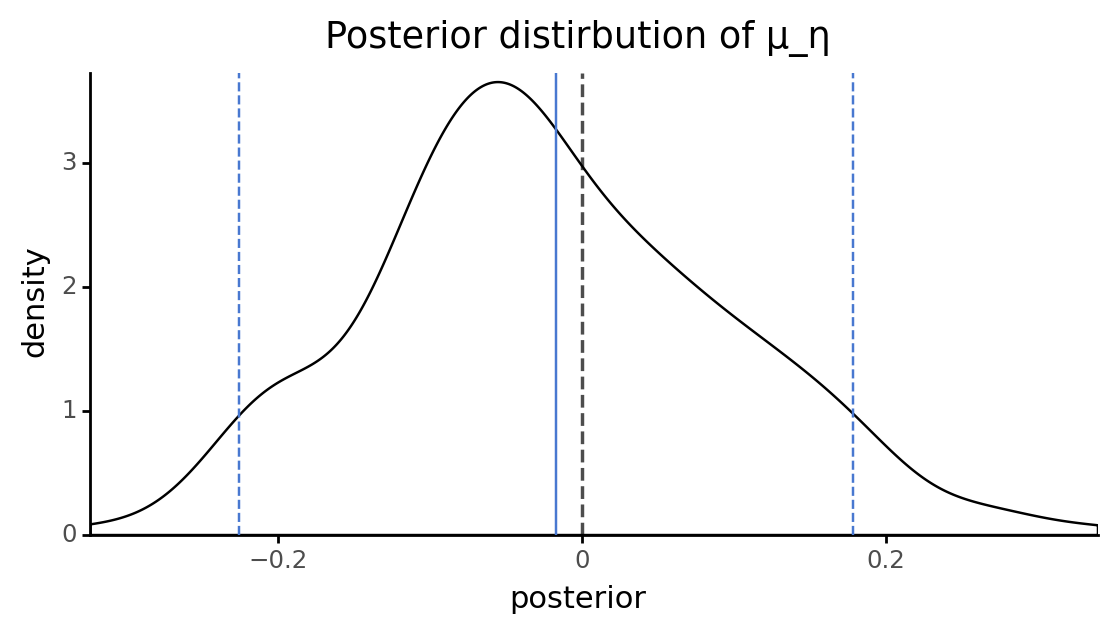 Posterior distirbution of μ_η
density
3
2
1
0
−0.2
0
0.2
posterior